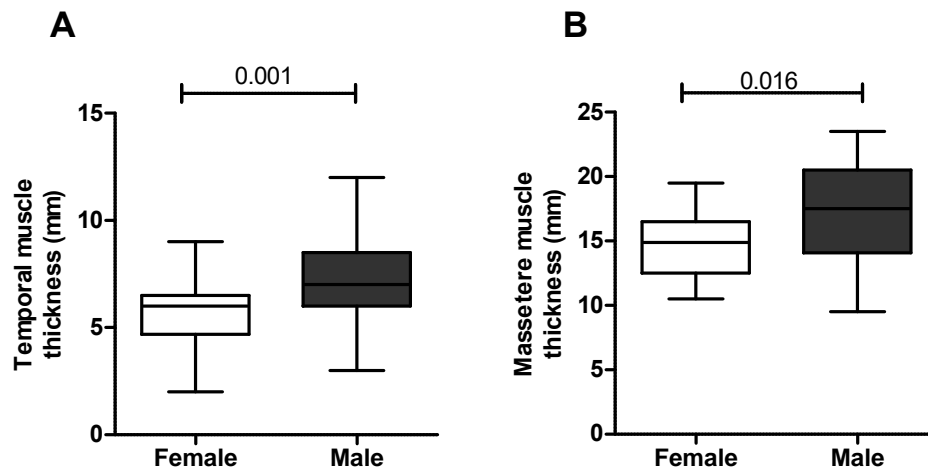 A
0.001
15
10
5
0
Temporal muscle
thickness (mm)
Female
Male
B
0.016
25
20
15
10
5
0
Massetere muscle
thickness (mm)
Female
Male